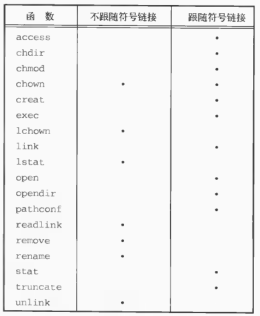 函 数 不跟随符号链接 跟随符号链接
access •
chdir •
chmod •
chown • •
creat •
exec •
lchown •
link •
lstat •
open •
opendir •
pathconf •
readlink •
remove •
rename •
stat •
truncate •
unlink •